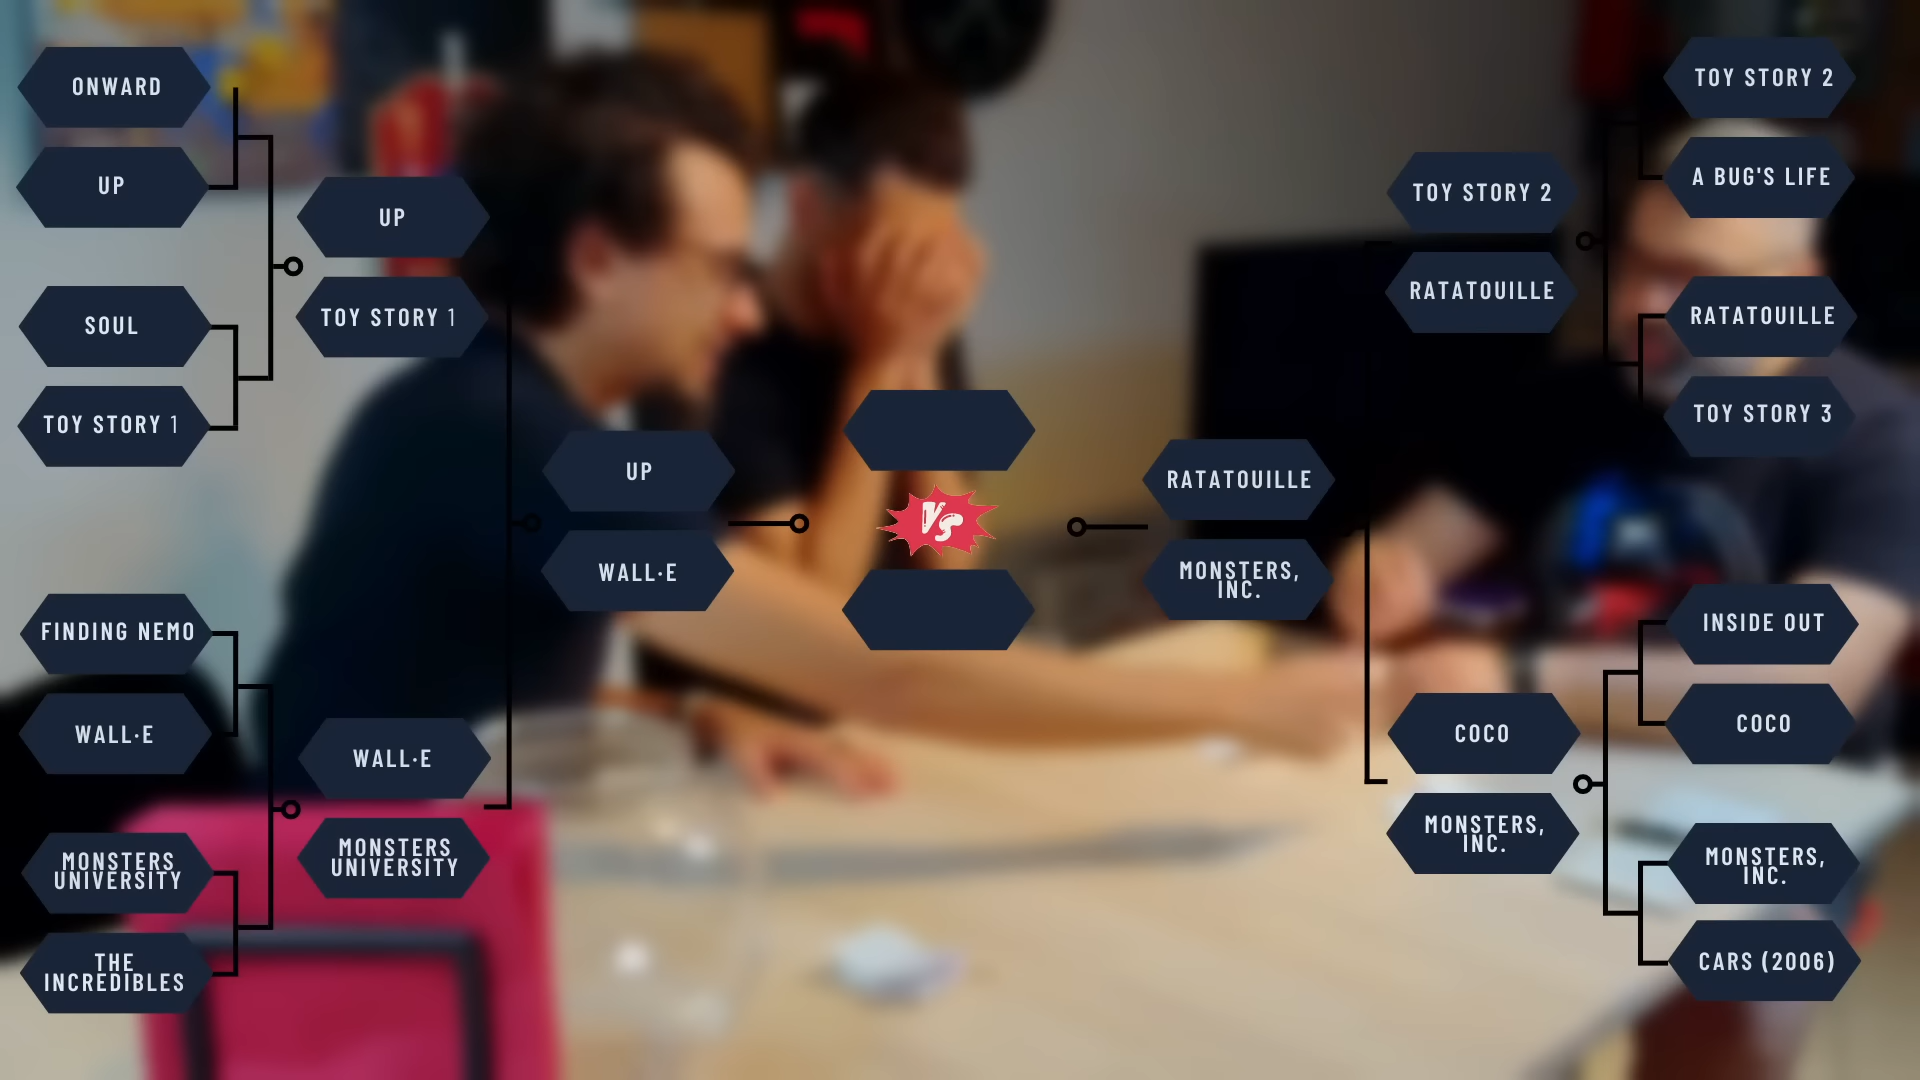 ONWARD
UP
SOUL
TOY STORY 1
FINDING NEMO
WALL·E
MONSTERS
UNIVERSITY
THE
INCREDIBLES
UP
TOY STORY 1
WALL·E
MONSTERS
UNIVERSITY
UP
WALL·E
VS
RATATOUILLE
MONSTERS,
INC.
TOY STORY 2
RATATOUILLE
COCO
MONSTERS,
INC.
TOY STORY 2
A BUG'S LIFE
RATATOUILLE
TOY STORY 3
INSIDE OUT
COCO
MONSTERS,
INC.
CARS (2006)